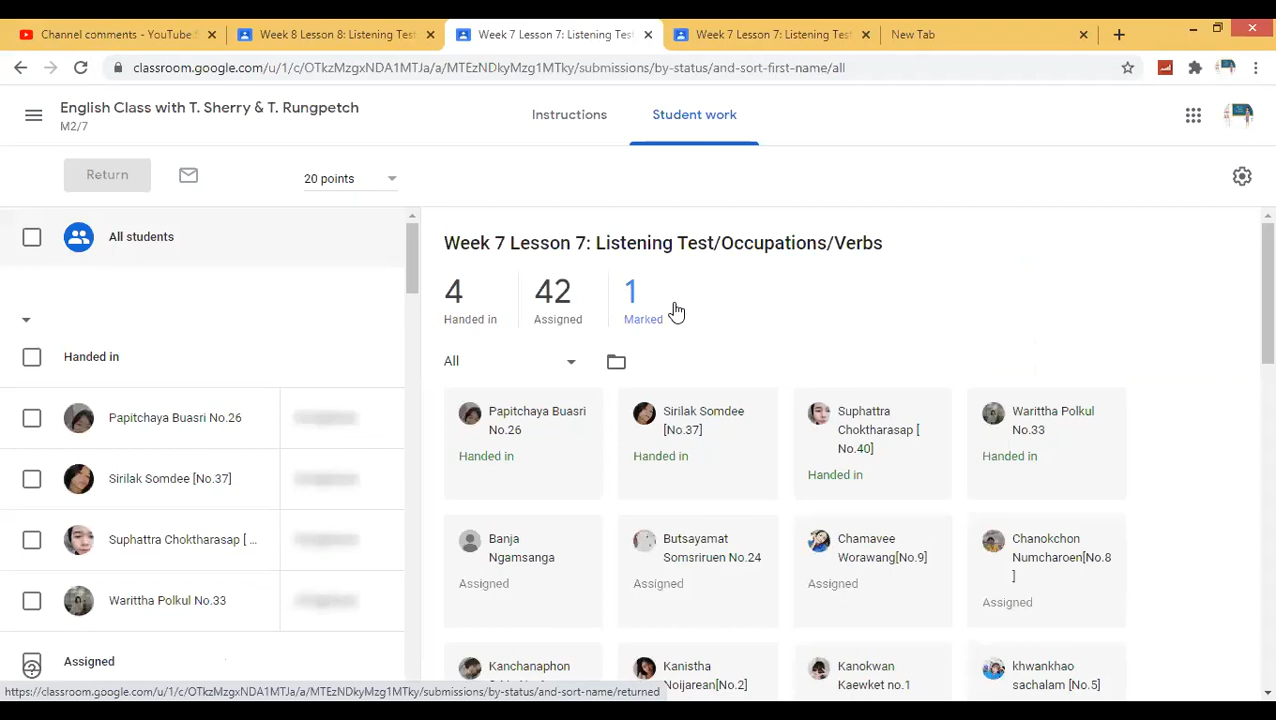 Channel comments - YouTube S
Week 8 Lesson 8: Listening Test
Week 7 Lesson 7: Listening Test
Week 7 Lesson 7: Listening Test
New Tab
classroom.google.com/u/1/c/OTkzMzgxNDA1MTJa/a/MTEzNDkyMzg1MTky/submissions/by-status/and-sort-first-name/all
English Class with T. Sherry & T. Rungpetch
M2/7
Instructions
Student work
Return
20 points
All students
Handed in
Papitchaya Buasri No.26
Sirilak Somdee [No.37]
Suphattra Choktharasap [ ...
Warittha Polkul No.33
Assigned
Week 7 Lesson 7: Listening Test/Occupations/Verbs
4
Handed in
42
Assigned
1
Marked
All
Papitchaya Buasri
No.26
Handed in
Sirilak Somdee
[No.37]
Handed in
Suphattra
Choktharasap [
No.40]
Handed in
Warittha Polkul
No.33
Handed in
Banja
Ngamsanga
Assigned
Butsayamat
Somsriruen No.24
Assigned
Chamavee
Worawang[No.9]
Assigned
Chanokchon
Numcharoen[No.8
]
Assigned
Kanchanaphon
Kanistha
Noijarean[No.2]
Kanokwan
Kaewket no.1
khwankhao
sachalam [No.5]
https://classroom.google.com/u/1/c/OTkzMzgxNDA1MTJa/a/MTEzNDkyMzg1MTky/submissions/by-status/and-sort-name/returned